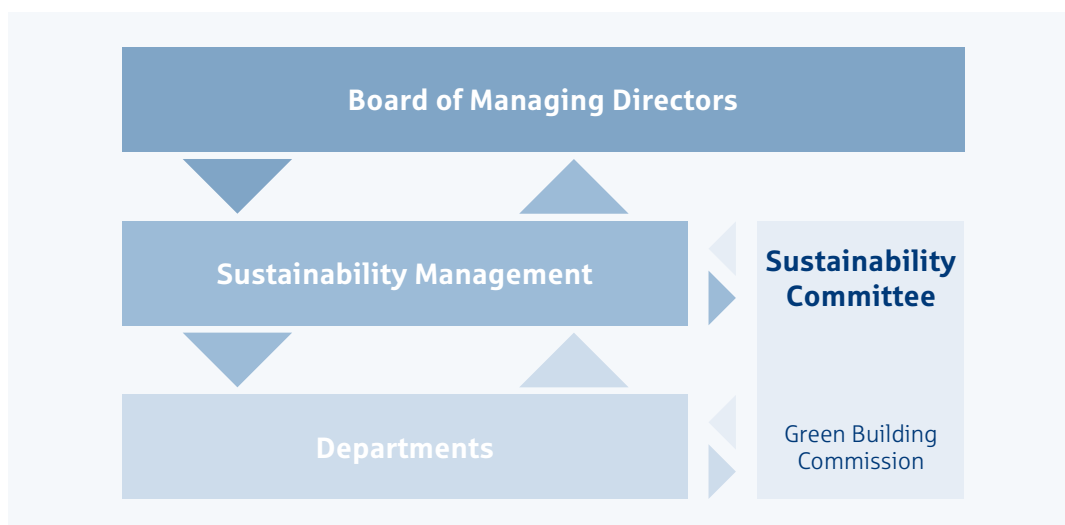 Board of Managing Directors
Sustainability Management
Sustainability
Committee
Departments
Green Building
Commission